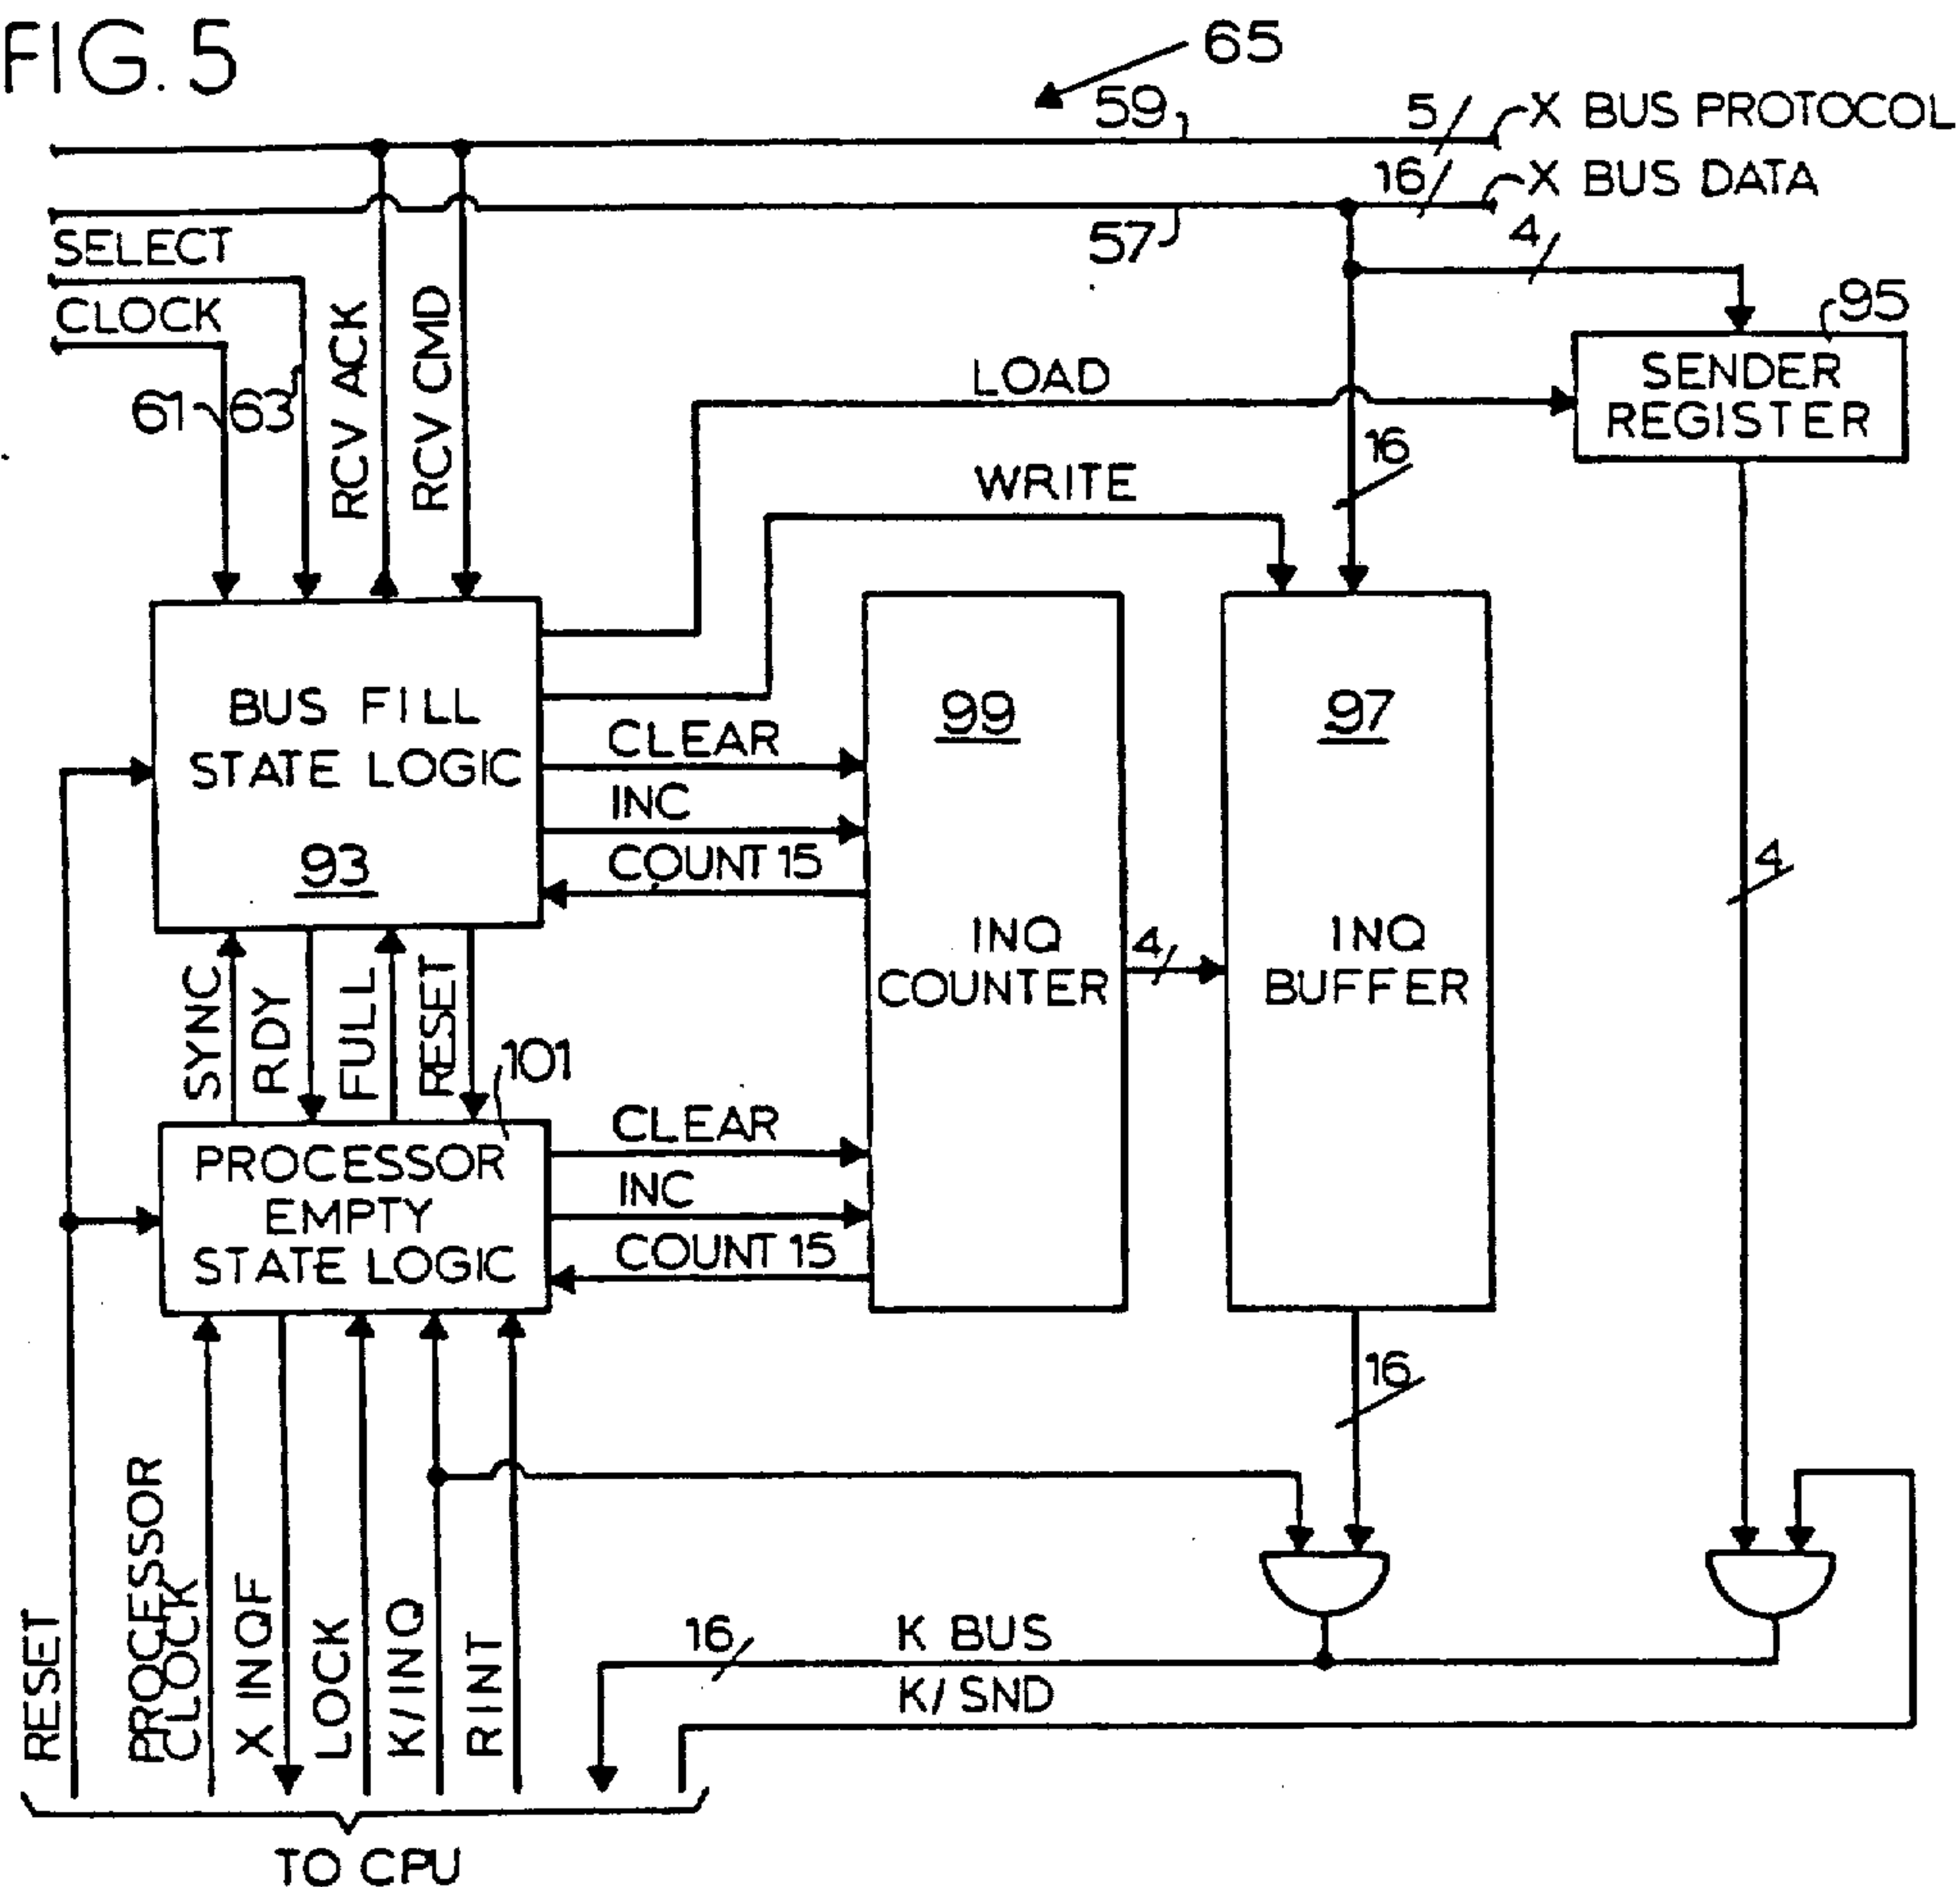 FIG. 5
65
59
5
X BUS PROTOCOL
16
X BUS DATA
57
4
SELECT
CLOCK
61
63
RCV ACK
RCV CMD
95
SENDER
REGISTER
LOAD
16
WRITE
BUS FILL
STATE LOGIC
93
99
97
CLEAR
INC
COUNT 15
INQ
COUNTER
4
INQ
BUFFER
4
SYNC
RDY
FULL
RESET
101
PROCESSOR
EMPTY
STATE LOGIC
CLEAR
INC
COUNT 15
16
RESET
PROCESSOR
CLOCK
X INQF
LOCK
K/INQ
RINT
16
K BUS
K/SND
TO CPU